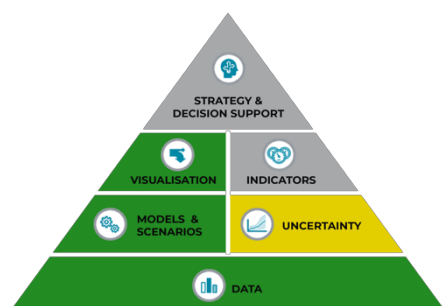 STRATEGY &
DECISION SUPPORT
VISUALISATION
INDICATORS
MODELS &
SCENARIOS
UNCERTAINTY
DATA